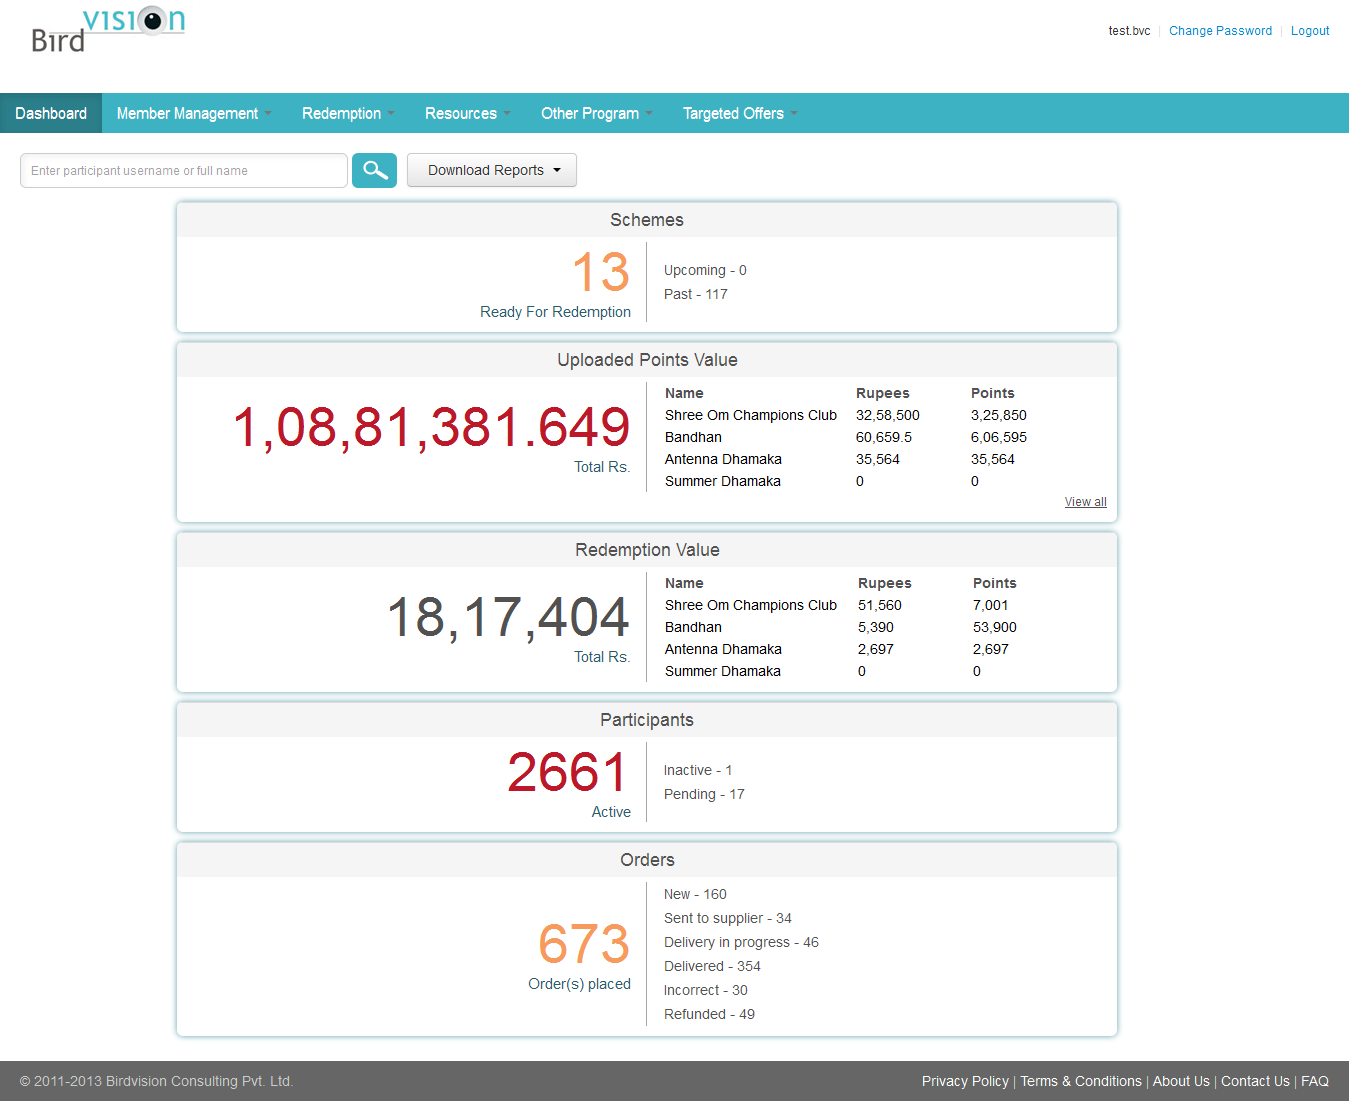 Bird vision
test.bvc | Change Password | Logout
Dashboard Member Management Redemption Resources Other Program Targeted Offers
Enter participant username or full name Download Reports
Schemes
13
Ready For Redemption
Upcoming - 0
Past - 117
Uploaded Points Value
1,08,81,381.649
Total Rs.
Name Rupees Points
Shree Om Champions Club 32,58,500 3,25,850
Bandhan 60,659.5 6,06,595
Antenna Dhamaka 35,564 35,564
Summer Dhamaka 0 0
View all
Redemption Value
18,17,404
Total Rs.
Name Rupees Points
Shree Om Champions Club 51,560 7,001
Bandhan 5,390 53,900
Antenna Dhamaka 2,697 2,697
Summer Dhamaka 0 0
Participants
2661
Active
Inactive - 1
Pending - 17
Orders
673
Order(s) placed
New - 160
Sent to supplier - 34
Delivery in progress - 46
Delivered - 354
Incorrect - 30
Refunded - 49
© 2011-2013 Birdvision Consulting Pvt. Ltd. Privacy Policy | Terms & Conditions | About Us | Contact Us | FAQ